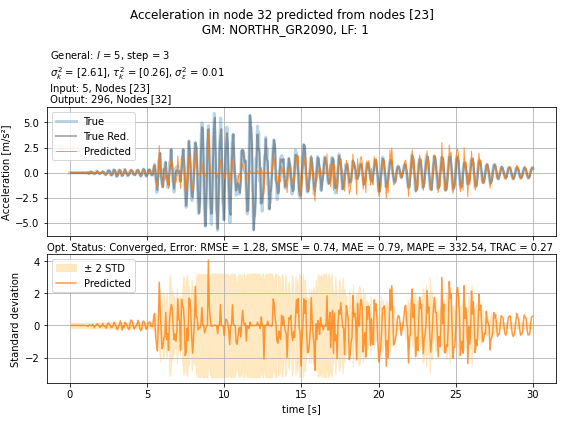 Acceleration in node 32 predicted from nodes [23]
GM: NORTHR_GR2090, LF: 1
General: l = 5, step = 3
σ²ₖ = [2.61], τ²ₖ = [0.26], σ²ε = 0.01
Input: 5, Nodes [23]
Output: 296, Nodes [32]
Acceleration [m/s²]
5.0
2.5
0.0
−2.5
−5.0
True
True Red.
Predicted
Opt. Status: Converged, Error: RMSE = 1.28, SMSE = 0.74, MAE = 0.79, MAPE = 332.54, TRAC = 0.27
Standard deviation
4
2
0
−2
± 2 STD
Predicted
0 5 10 15 20 25 30
time [s]